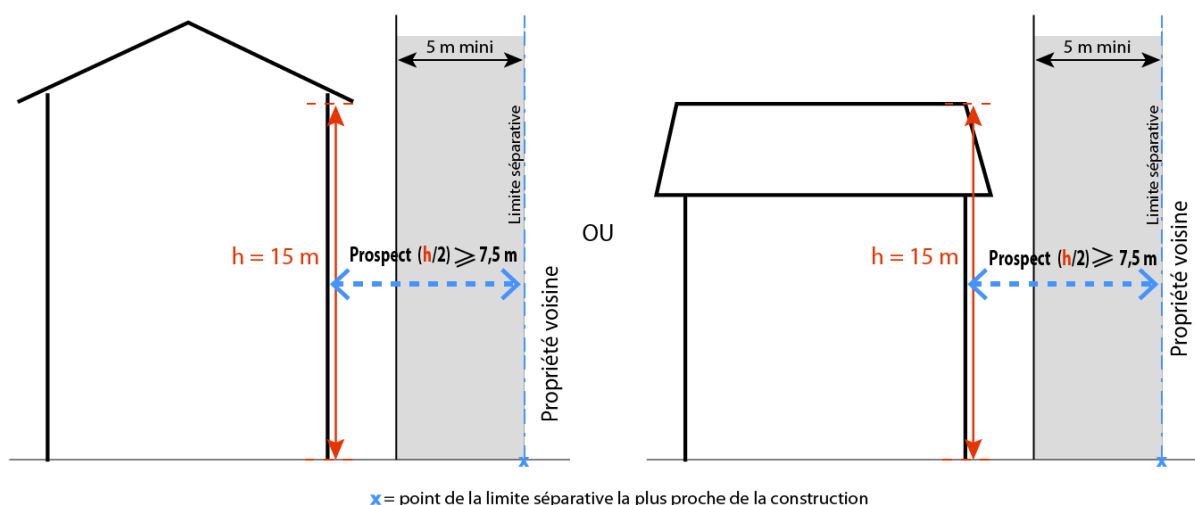 5 m mini
Limite séparative
h = 15 m
Prospect (h/2) ⩾ 7,5 m
Propriété voisine
OU
5 m mini
Limite séparative
h = 15 m
Prospect (h/2) ⩾ 7,5 m
Propriété voisine
x = point de la limite séparative la plus proche de la construction